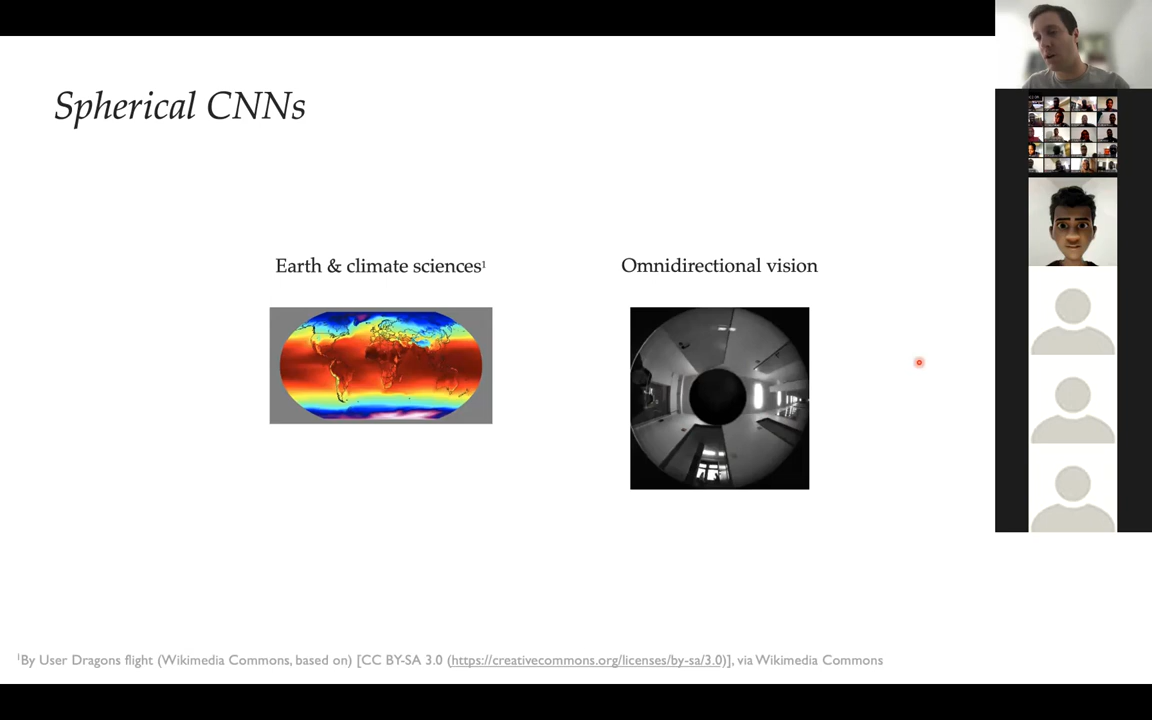 Spherical CNNs
Earth & climate sciences¹
Omnidirectional vision
¹By User Dragons flight (Wikimedia Commons, based on) [CC BY-SA 3.0 (https://creativecommons.org/licenses/by-sa/3.0)], via Wikimedia Commons